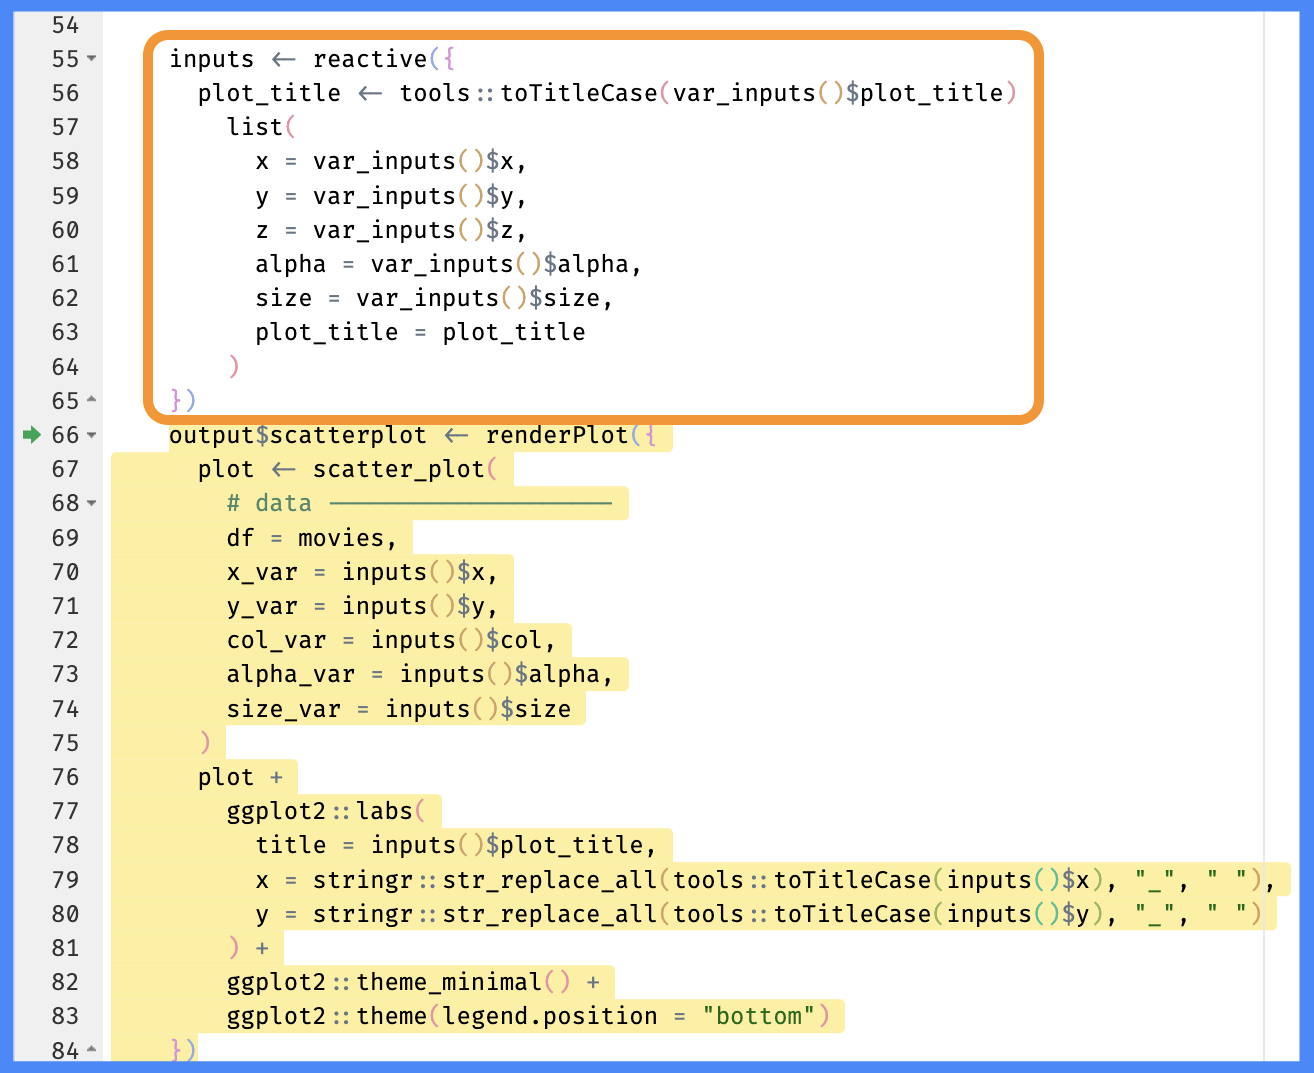 54
55 inputs <- reactive({
56   plot_title <- tools::toTitleCase(var_inputs()$plot_title)
57     list(
58       x = var_inputs()$x,
59       y = var_inputs()$y,
60       z = var_inputs()$z,
61       alpha = var_inputs()$alpha,
62       size = var_inputs()$size,
63       plot_title = plot_title
64     )
65 })
66 output$scatterplot <- renderPlot({
67   plot <- scatter_plot(
68     # data --------------------
69     df = movies,
70     x_var = inputs()$x,
71     y_var = inputs()$y,
72     col_var = inputs()$col,
73     alpha_var = inputs()$alpha,
74     size_var = inputs()$size
75   )
76   plot +
77     ggplot2::labs(
78       title = inputs()$plot_title,
79       x = stringr::str_replace_all(tools::toTitleCase(inputs()$x), "_", " "),
80       y = stringr::str_replace_all(tools::toTitleCase(inputs()$y), "_", " ")
81     ) +
82     ggplot2::theme_minimal() +
83     ggplot2::theme(legend.position = "bottom")
84 })